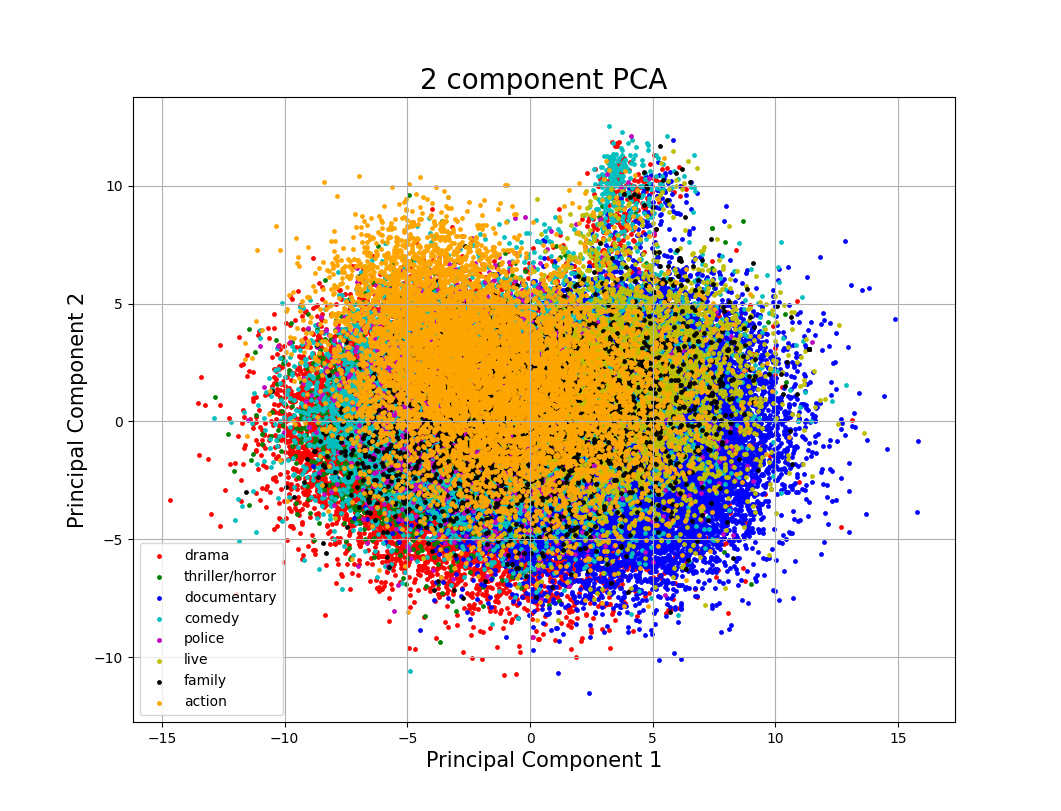 2 component PCA
Principal Component 2
10
5
0
−5
−10
drama
thriller/horror
documentary
comedy
police
live
family
action
−15
−10
−5
0
5
10
15
Principal Component 1